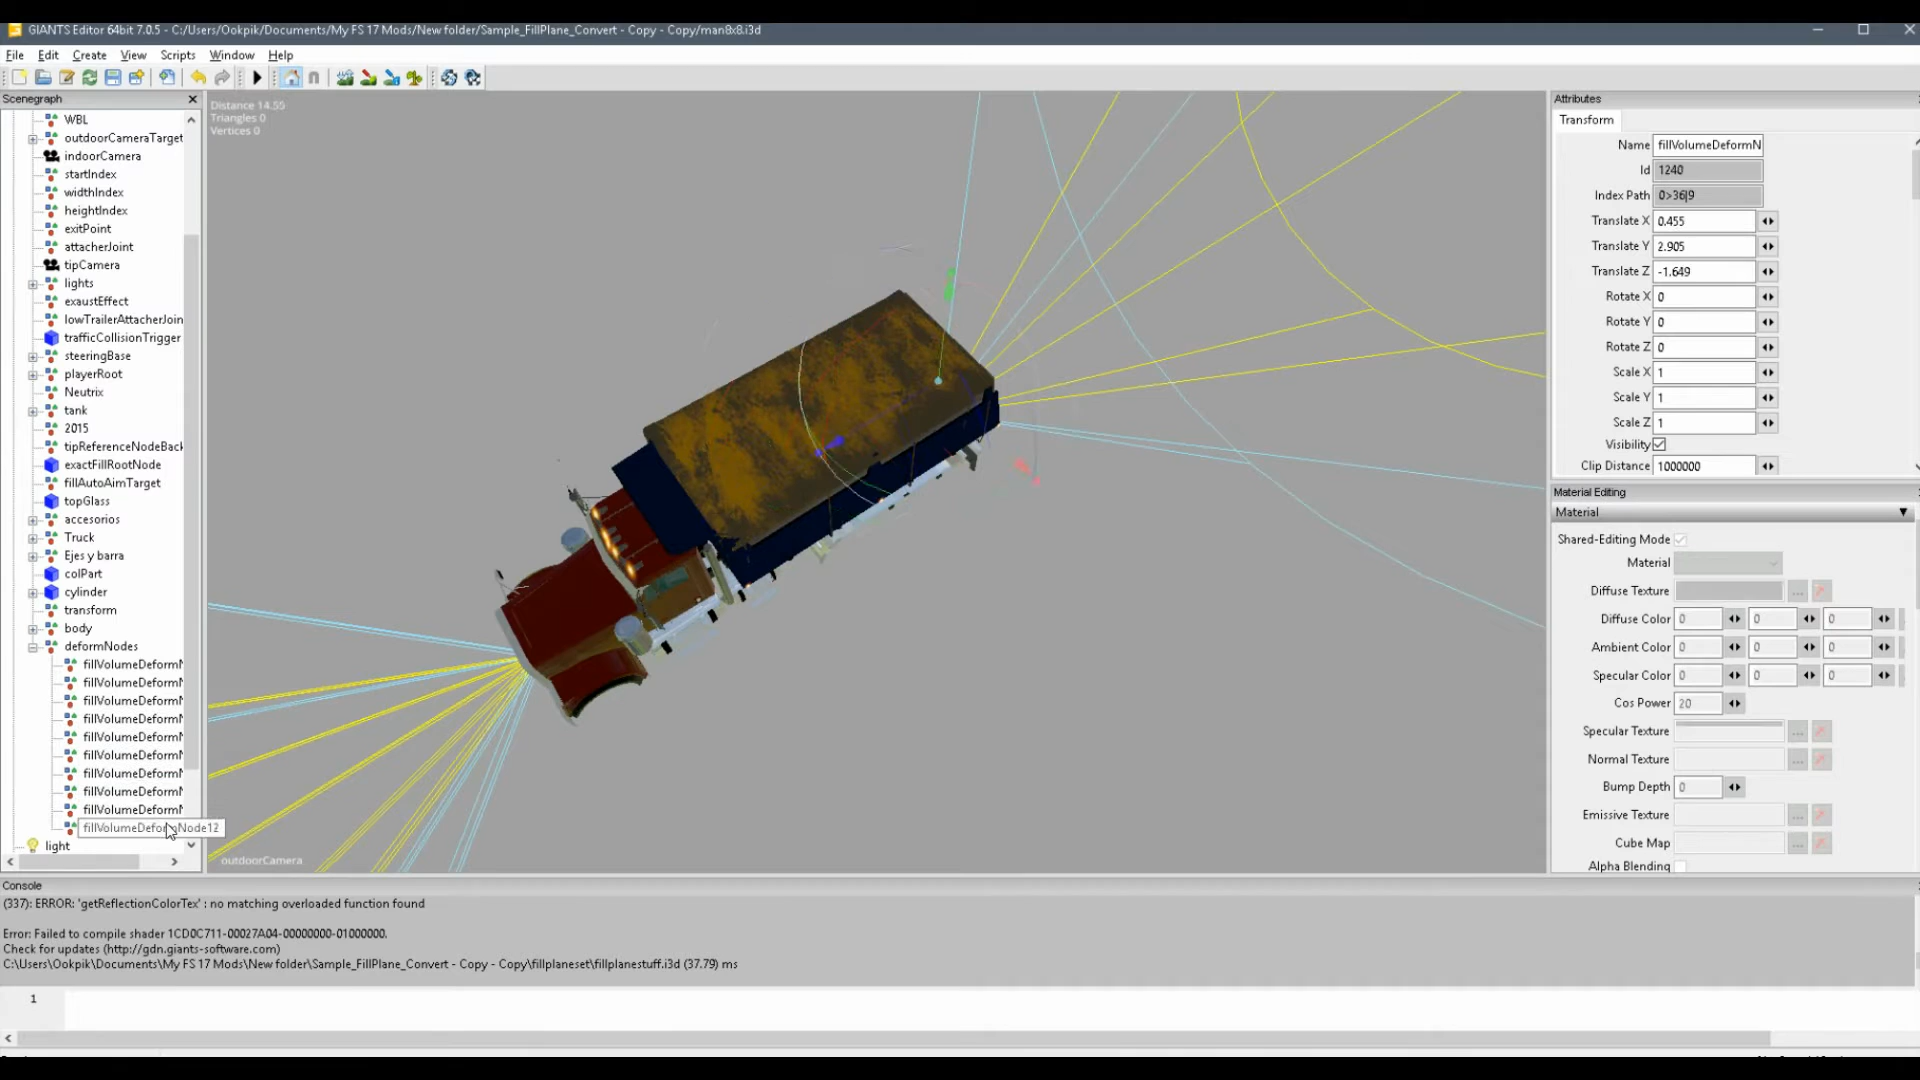 GIANTS Editor 64bit 7.0.5 - C:/Users/Ookpik/Documents/My FS 17 Mods/New folder/Sample_FillPlane_Convert - Copy - Copy/man8x8.i3d
File Edit Create View Scripts Window Help
Scenegraph
WBL
outdoorCameraTarget
indoorCamera
startIndex
widthIndex
heightIndex
exitPoint
attacherJoint
tipCamera
lights
exaustEffect
lowTrailerAttacherJoin
trafficCollisionTrigger
steeringBase
playerRoot
Neutrix
tank
2015
tipReferenceNodeBack
exactFillRootNode
fillAutoAimTarget
topGlass
accesorios
Truck
Ejes y barra
colPart
cylinder
transform
body
deformNodes
fillVolumeDeformN
fillVolumeDeformN
fillVolumeDeformN
fillVolumeDeformN
fillVolumeDeformN
fillVolumeDeformN
fillVolumeDeformN
fillVolumeDeformN
fillVolumeDeformN
fillVolumeDeformNode12
light
Distance 14.55
Triangles 0
Vertices 0
outdoorCamera
Attributes
Transform
Name fillVolumeDeformN
Id 1240
Index Path 0>36|9
Translate X 0.455
Translate Y 2.905
Translate Z -1.649
Rotate X 0
Rotate Y 0
Rotate Z 0
Scale X 1
Scale Y 1
Scale Z 1
Visibility
Clip Distance 1000000
Material Editing
Material
Shared-Editing Mode
Material
Diffuse Texture ...
Diffuse Color 0 0 0
Ambient Color 0 0 0
Specular Color 0 0 0
Cos Power 20
Specular Texture ...
Normal Texture ...
Bump Depth 0
Emissive Texture ...
Cube Map ...
Alpha Blending
Console
(337): ERROR: 'getReflectionColorTex' : no matching overloaded function found
Error: Failed to compile shader 1CD0C711-00027A04-00000000-01000000.
Check for updates (http://gdn.giants-software.com)
C:\Users\Ookpik\Documents\My FS 17 Mods\New folder\Sample_FillPlane_Convert - Copy - Copy\fillplaneset\fillplanestuff.i3d (37.79) ms
1